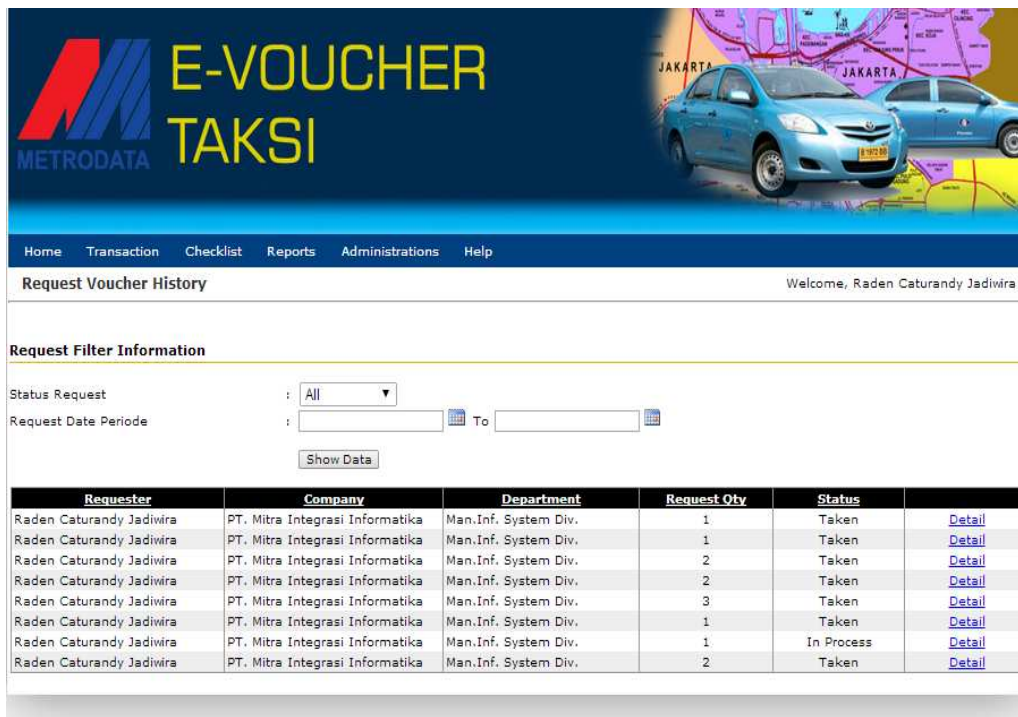 E-VOUCHER
TAKSI
METRODATA
JAKARTA
JAKARTA
B 1972 BB
Home Transaction Checklist Reports Administrations Help
Request Voucher History Welcome, Raden Caturandy Jadiwira
Request Filter Information
Status Request : All
Request Date Periode : To
Show Data
Requester Company Department Request Qty Status
Raden Caturandy Jadiwira PT. Mitra Integrasi Informatika Man.Inf. System Div. 1 Taken Detail
Raden Caturandy Jadiwira PT. Mitra Integrasi Informatika Man.Inf. System Div. 1 Taken Detail
Raden Caturandy Jadiwira PT. Mitra Integrasi Informatika Man.Inf. System Div. 2 Taken Detail
Raden Caturandy Jadiwira PT. Mitra Integrasi Informatika Man.Inf. System Div. 2 Taken Detail
Raden Caturandy Jadiwira PT. Mitra Integrasi Informatika Man.Inf. System Div. 3 Taken Detail
Raden Caturandy Jadiwira PT. Mitra Integrasi Informatika Man.Inf. System Div. 1 Taken Detail
Raden Caturandy Jadiwira PT. Mitra Integrasi Informatika Man.Inf. System Div. 1 In Process Detail
Raden Caturandy Jadiwira PT. Mitra Integrasi Informatika Man.Inf. System Div. 2 Taken Detail